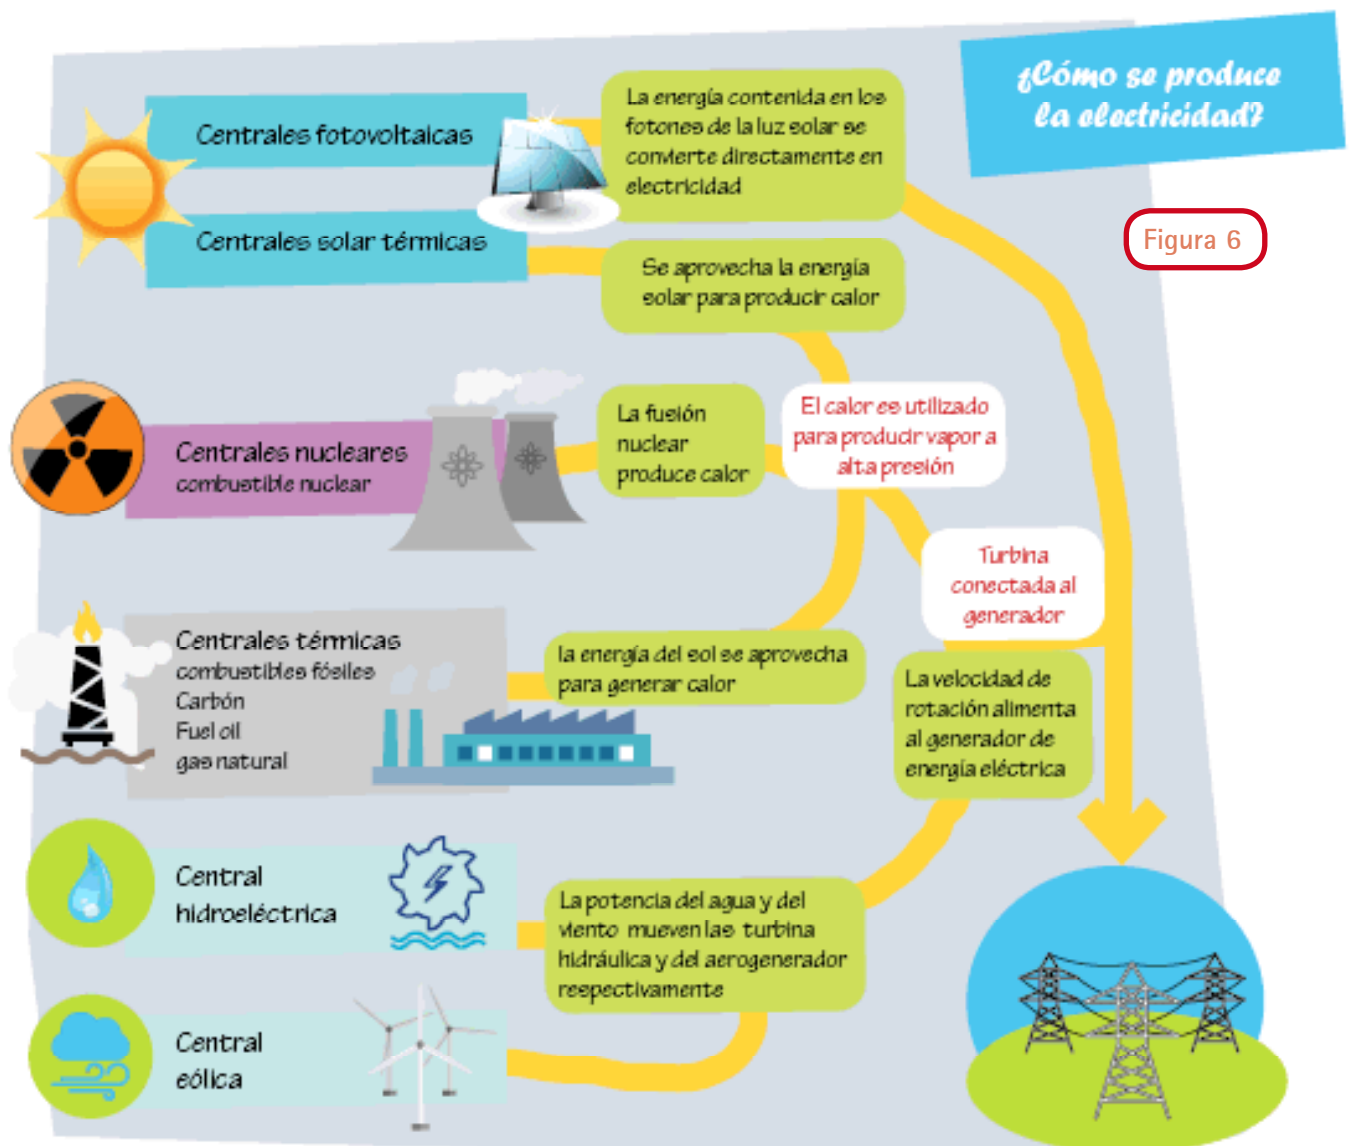 ¿Cómo se produce
la electricidad?
Figura 6
Centrales fotovoltaicas
La energía contenida en los
fotones de la luz solar se
convierte directamente en
electricidad
Centrales solar térmicas
Se aprovecha la energía
solar para producir calor
Centrales nucleares
combustible nuclear
La fusión
nuclear
produce calor
El calor es utilizado
para producir vapor a
alta presión
Turbina
conectada al
generador
Centrales térmicas
combustibles fósiles
Carbón
Fuel oil
gas natural
la energía del sol se aprovecha
para generar calor
La velocidad de
rotación alimenta
al generador de
energía eléctrica
Central
hidroeléctrica
La potencia del agua y del
viento mueven las turbina
hidráulica y del aerogenerador
respectivamente
Central
eólica